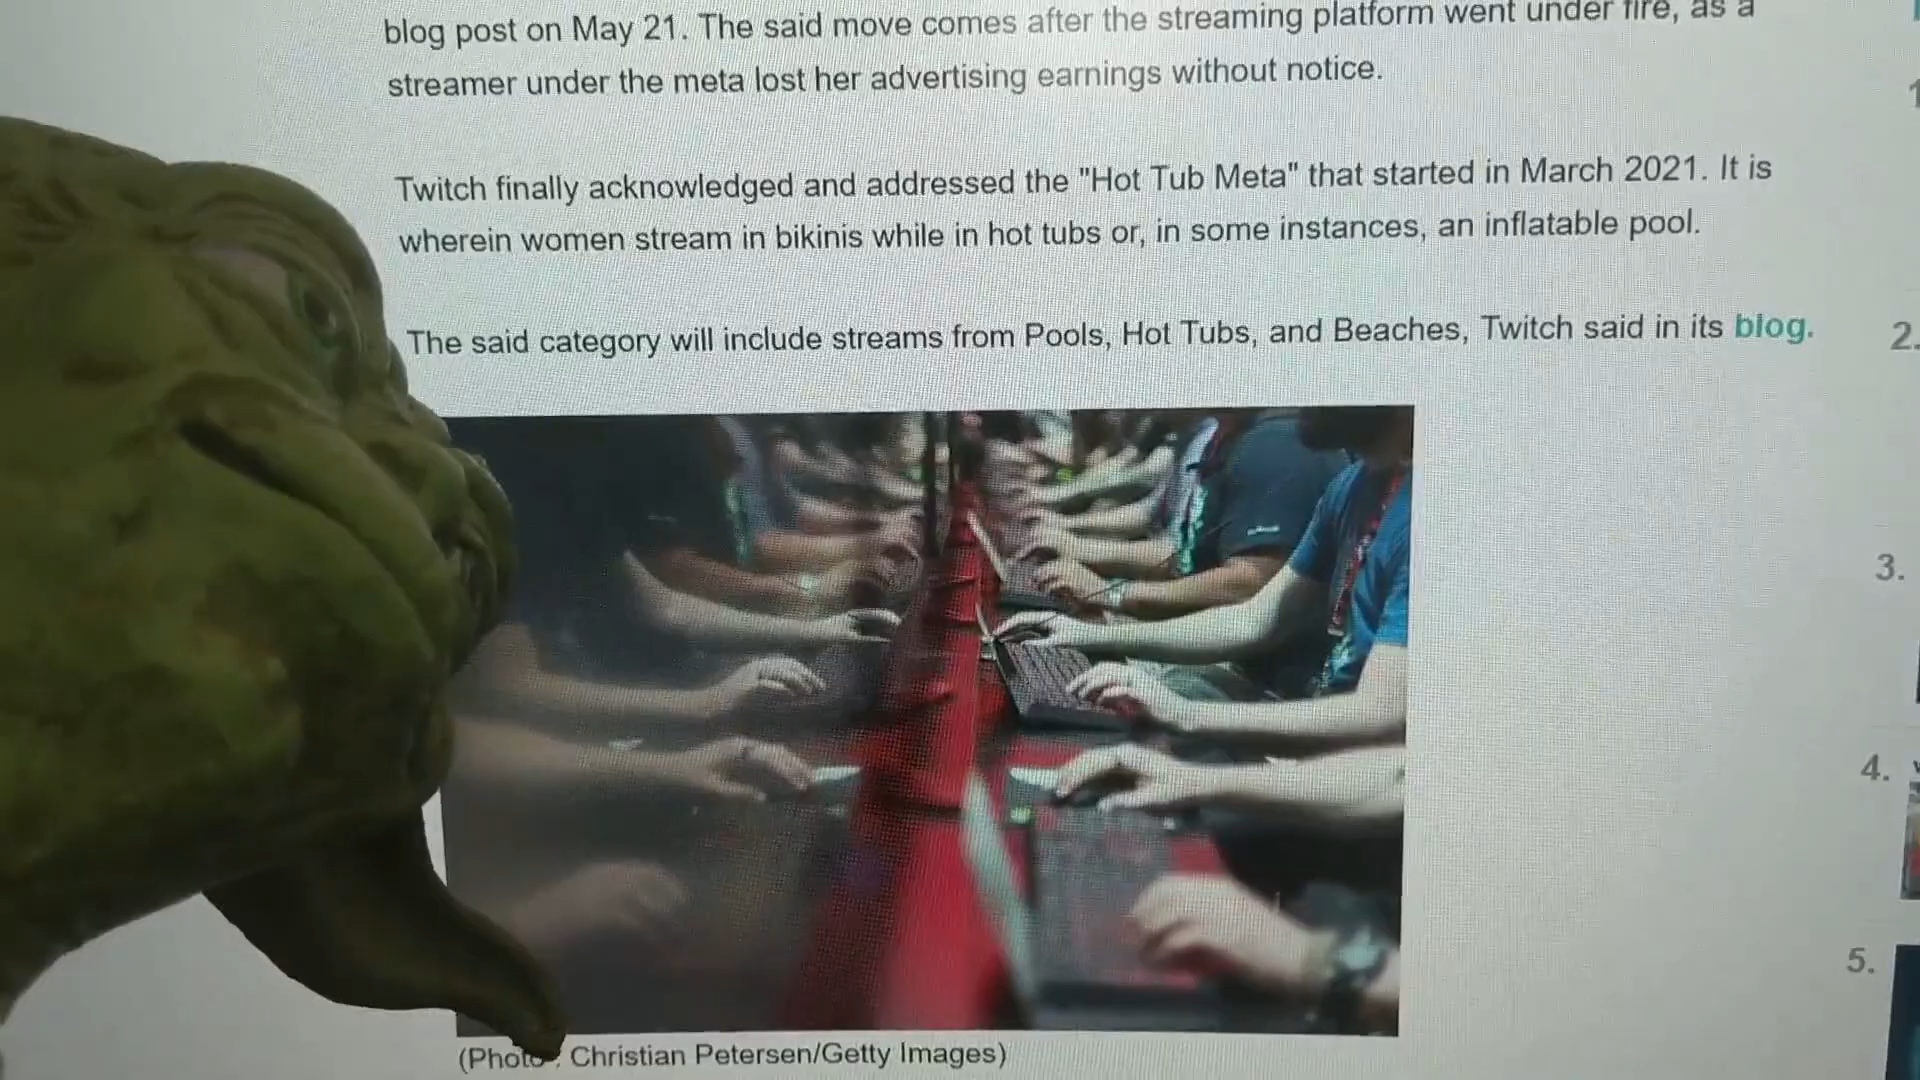 blog post on May 21. The said move comes after the streaming platform went under fire, as a
streamer under the meta lost her advertising earnings without notice.
Twitch finally acknowledged and addressed the "Hot Tub Meta" that started in March 2021. It is
wherein women stream in bikinis while in hot tubs or, in some instances, an inflatable pool.
The said category will include streams from Pools, Hot Tubs, and Beaches, Twitch said in its blog.
(Photo : Christian Petersen/Getty Images)
2.
3.
4.
5.